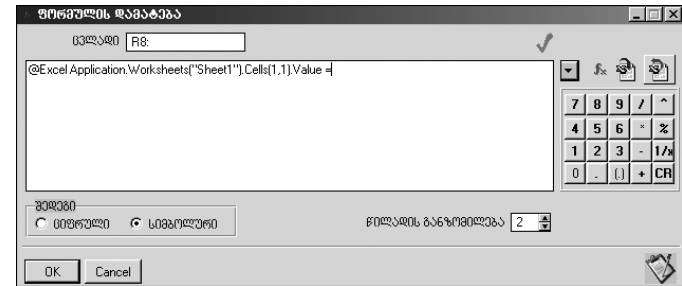 ფორმულის დამატება
ცვლადი R8:
@Excel Application.Worksheets("Sheet1").Cells(1,1).Value =
7 8 9 / ^
4 5 6 * %
1 2 3 - 1/x
0 . (.) + CR
შედეგი
ციფრული სიმბოლური წილადის განზომილება 2
OK Cancel